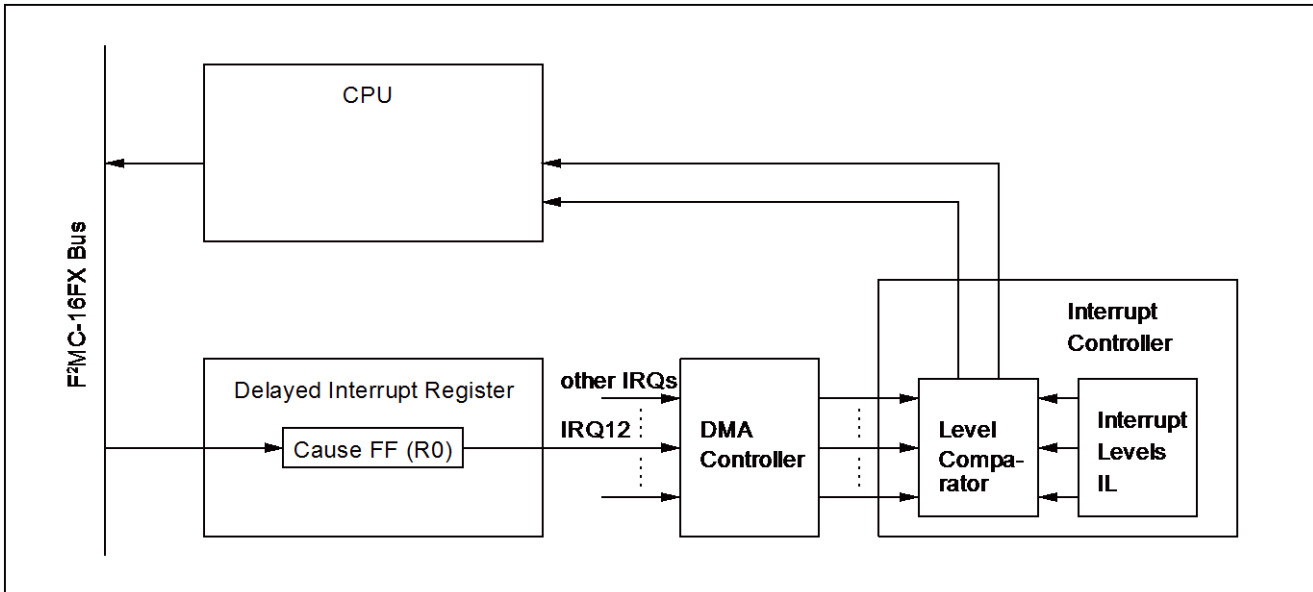 CPU
F²MC-16FX Bus
Interrupt
Controller
Delayed Interrupt Register
other IRQs
Cause FF (R0)
IRQ12
DMA
Controller
Level
Compa-
rator
Interrupt
Levels
IL